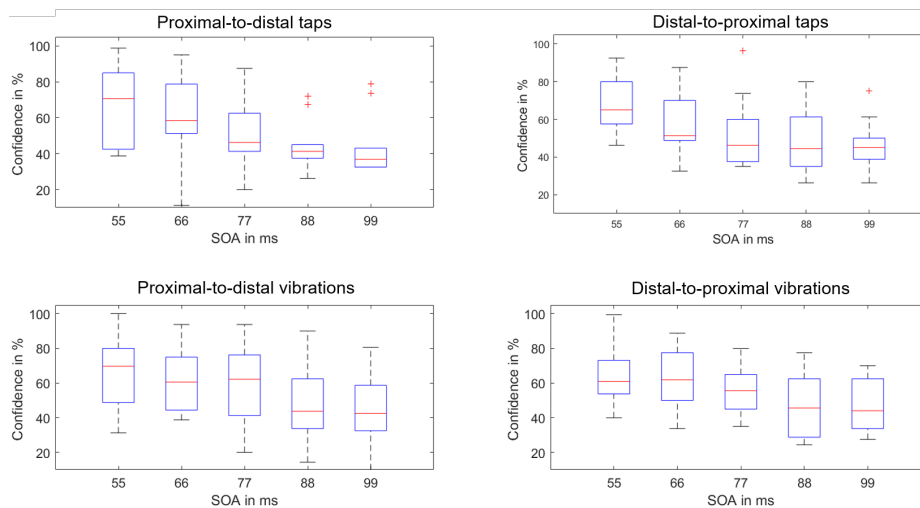 Proximal-to-distal taps
100
80
60
40
20
Confidence in %
55 66 77 88 99
SOA in ms
Distal-to-proximal taps
100
80
60
40
20
Confidence in %
55 66 77 88 99
SOA in ms
Proximal-to-distal vibrations
100
80
60
40
20
Confidence in %
55 66 77 88 99
SOA in ms
Distal-to-proximal vibrations
100
80
60
40
20
Confidence in %
55 66 77 88 99
SOA in ms